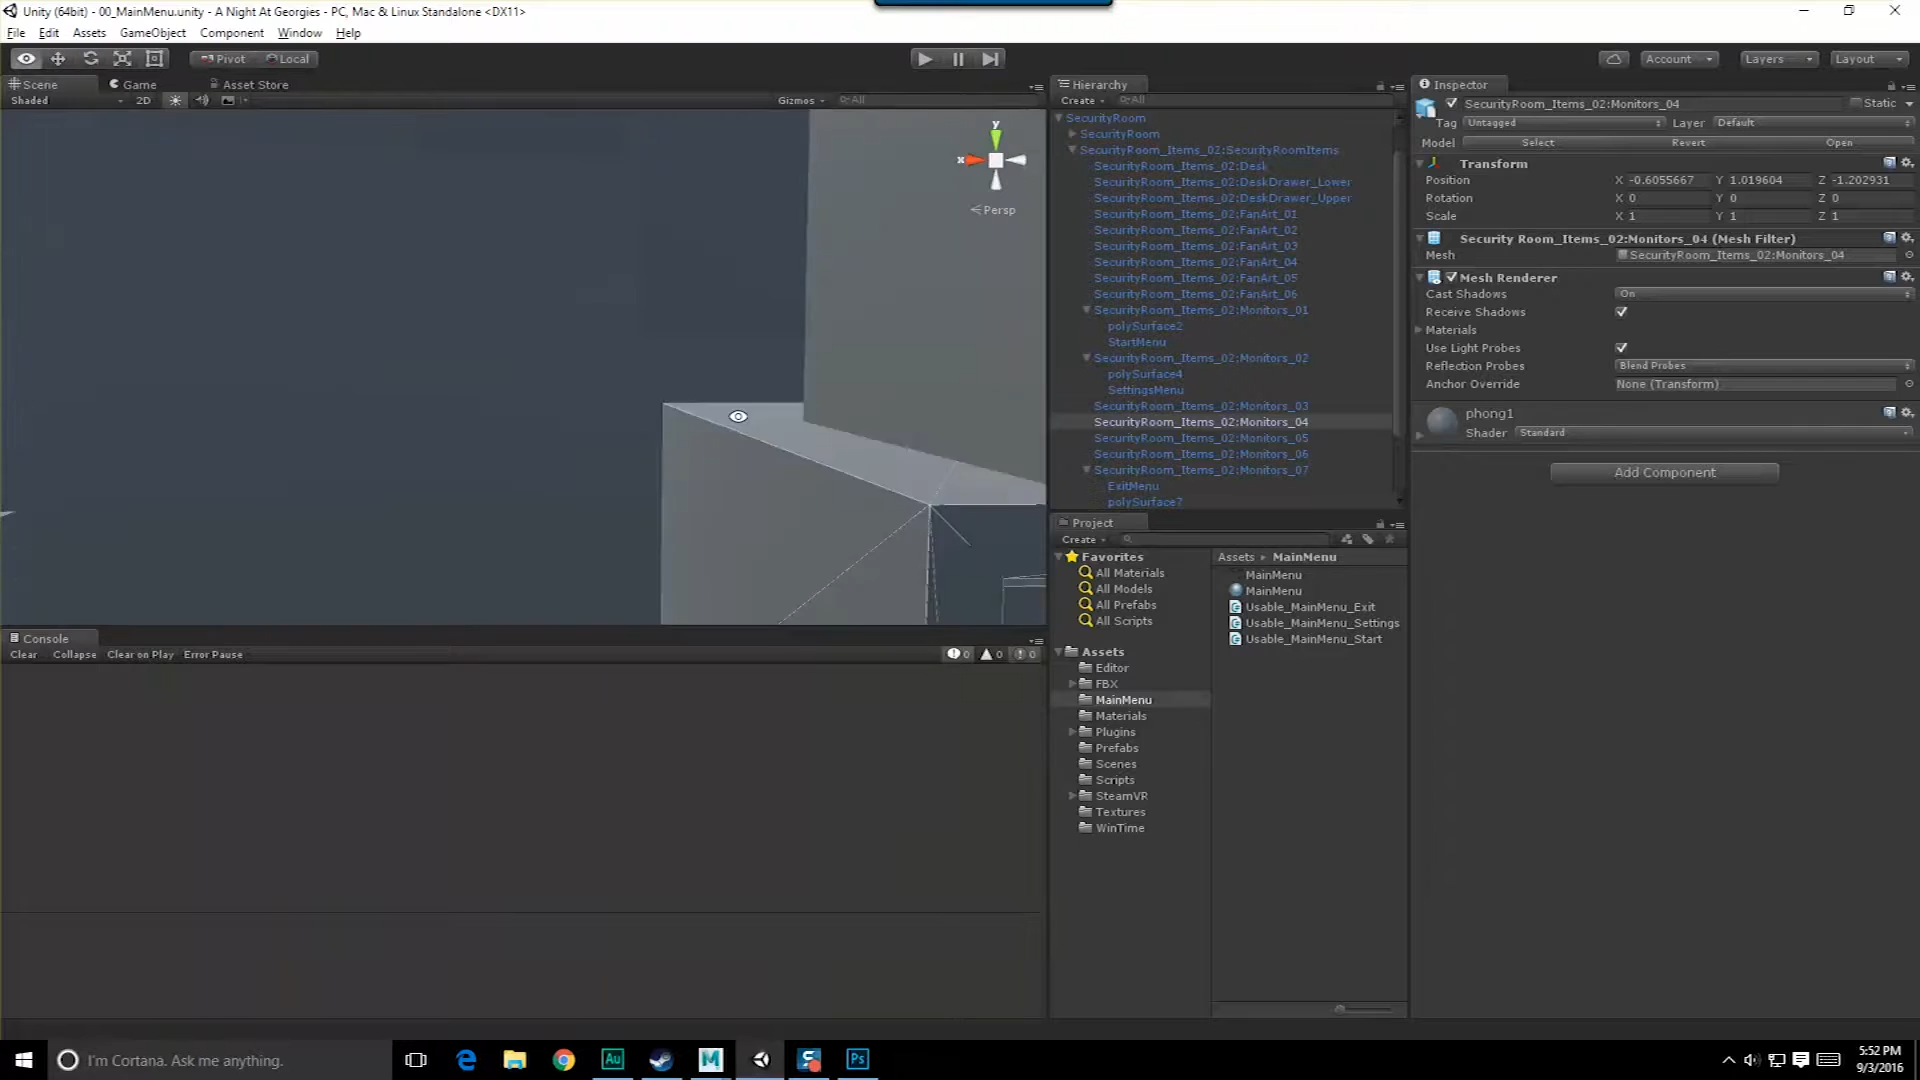 Unity (64bit) - 00_MainMenu.unity - A Night At Georgies - PC, Mac & Linux Standalone <DX11>
File Edit Assets GameObject Component Window Help
Pivot Local Account Layers Layout
Scene Game Asset Store
Shaded 2D Gizmos All
y
x
Persp
Hierarchy
Create All
SecurityRoom
SecurityRoom
SecurityRoom_Items_02:SecurityRoomItems
SecurityRoom_Items_02:Desk
SecurityRoom_Items_02:DeskDrawer_Lower
SecurityRoom_Items_02:DeskDrawer_Upper
SecurityRoom_Items_02:FanArt_01
SecurityRoom_Items_02:FanArt_02
SecurityRoom_Items_02:FanArt_03
SecurityRoom_Items_02:FanArt_04
SecurityRoom_Items_02:FanArt_05
SecurityRoom_Items_02:FanArt_06
SecurityRoom_Items_02:Monitors_01
polySurface2
StartMenu
SecurityRoom_Items_02:Monitors_02
polySurface4
SettingsMenu
SecurityRoom_Items_02:Monitors_03
SecurityRoom_Items_02:Monitors_04
SecurityRoom_Items_02:Monitors_05
SecurityRoom_Items_02:Monitors_06
SecurityRoom_Items_02:Monitors_07
ExitMenu
polySurface7
Inspector
SecurityRoom_Items_02:Monitors_04 Static
Tag Untagged Layer Default
Model Select Revert Open
Transform
Position X -0.6055667 Y 1.019604 Z -1.202931
Rotation X 0 Y 0 Z 0
Scale X 1 Y 1 Z 1
Security Room_Items_02:Monitors_04 (Mesh Filter)
Mesh SecurityRoom_Items_02:Monitors_04
Mesh Renderer
Cast Shadows On
Receive Shadows
Materials
Use Light Probes
Reflection Probes Blend Probes
Anchor Override None (Transform)
phong1
Shader Standard
Add Component
Project
Create
Favorites
All Materials
All Models
All Prefabs
All Scripts
Assets
Editor
FBX
MainMenu
Materials
Plugins
Prefabs
Scenes
Scripts
SteamVR
Textures
WinTime
Assets MainMenu
MainMenu
MainMenu
Usable_MainMenu_Exit
Usable_MainMenu_Settings
Usable_MainMenu_Start
Console
Clear Collapse Clear on Play Error Pause 0 0 0
I'm Cortana. Ask me anything. Au M S Ps
5:52 PM
9/3/2016